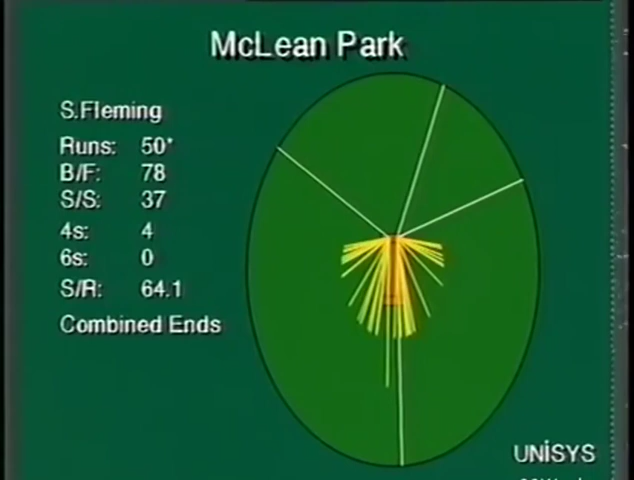 McLean Park
S.Fleming
Runs: 50*
B/F: 78
S/S: 37
4s: 4
6s: 0
S/R: 64.1
Combined Ends
UNiSYS